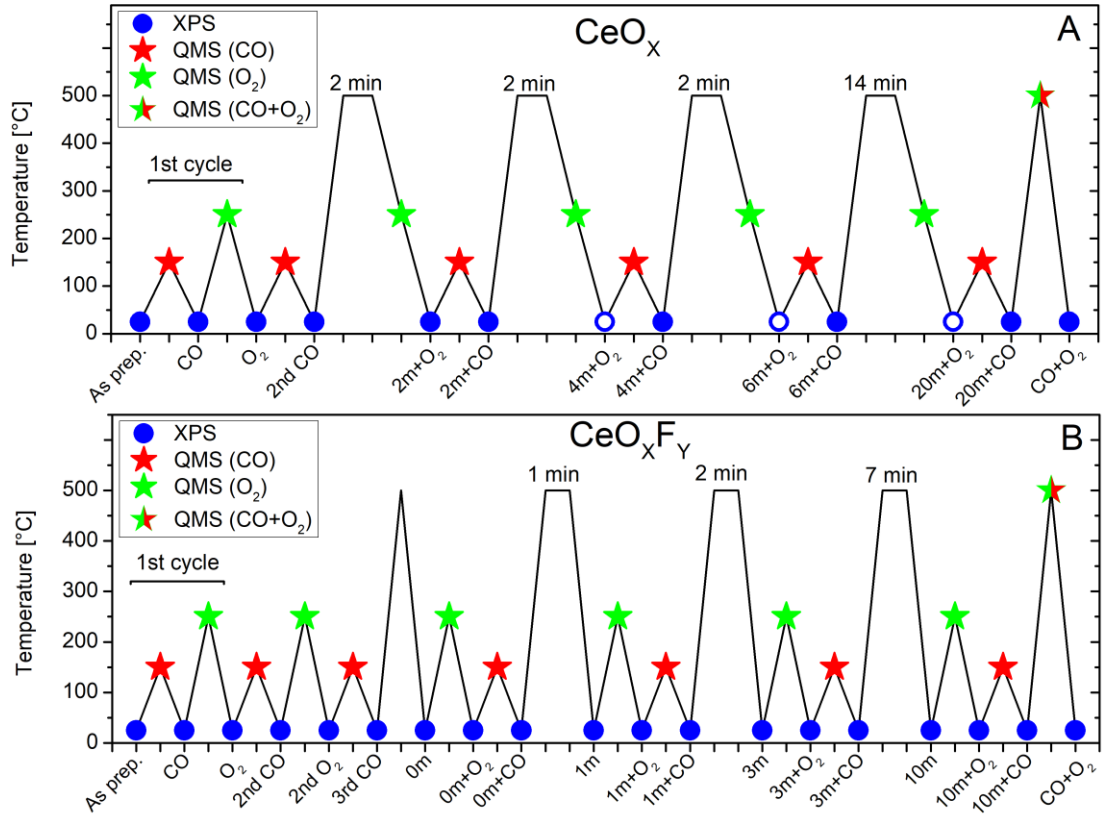 CeOX
A
XPS
QMS (CO)
QMS (O2)
QMS (CO+O2)
1st cycle
2 min
2 min
2 min
14 min
Temperature [°C]
500
400
300
200
100
0
As prep.
CO
O2
2nd CO
2m+O2
2m+CO
4m+O2
4m+CO
6m+O2
6m+CO
20m+O2
20m+CO
CO+O2
CeOXFY
B
XPS
QMS (CO)
QMS (O2)
QMS (CO+O2)
1st cycle
1 min
2 min
7 min
Temperature [°C]
500
400
300
200
100
0
As prep.
CO
O2
2nd CO
2nd O2
3rd CO
0m
0m+O2
0m+CO
1m
1m+O2
1m+CO
3m
3m+O2
3m+CO
10m
10m+O2
10m+CO
CO+O2